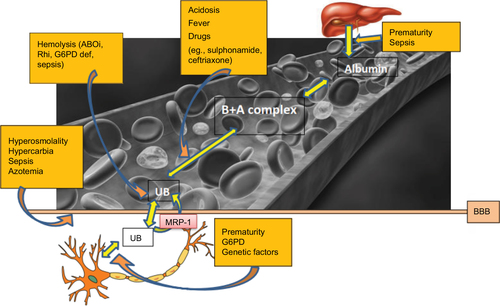 Acidosis
Fever
Drugs
(eg., sulphonamide,
ceftriaxone)
Hemolysis (ABOi,
Rhi, G6PD def,
sepsis)
Prematurity
Sepsis
Albumin
B+A complex
Hyperosmolality
Hypercarbia
Sepsis
Azotemia
UB
BBB
MRP-1
UB
Prematurity
G6PD
Genetic factors